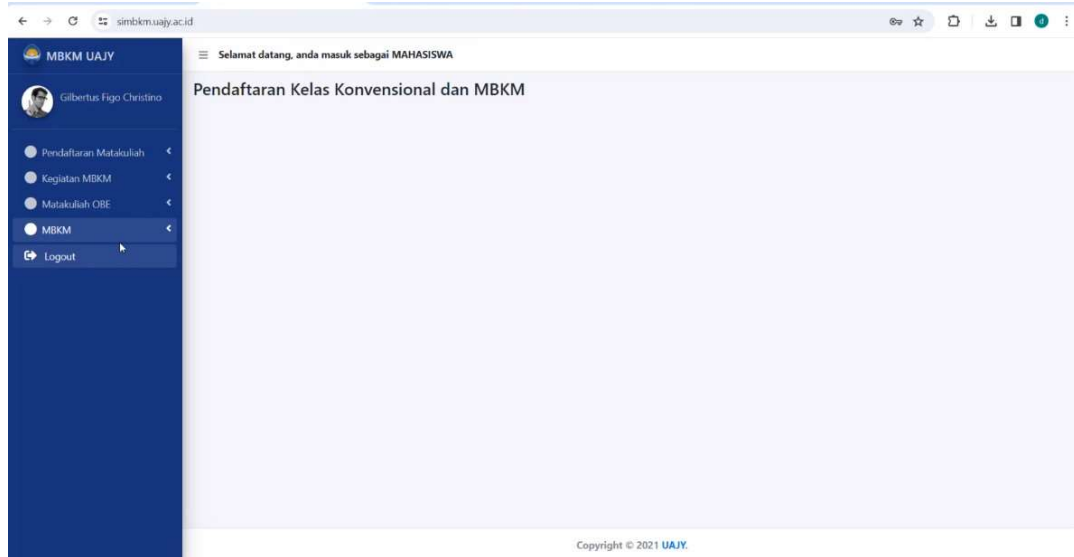 simbkm.uajy.ac.id
d
MBKM UAJY
Selamat datang, anda masuk sebagai MAHASISWA
Gilbertus Figo Christino
Pendaftaran Kelas Konvensional dan MBKM
Pendaftaran Matakuliah
Kegiatan MBKM
Matakuliah OBE
MBKM
Logout
Copyright © 2021 UAJY.